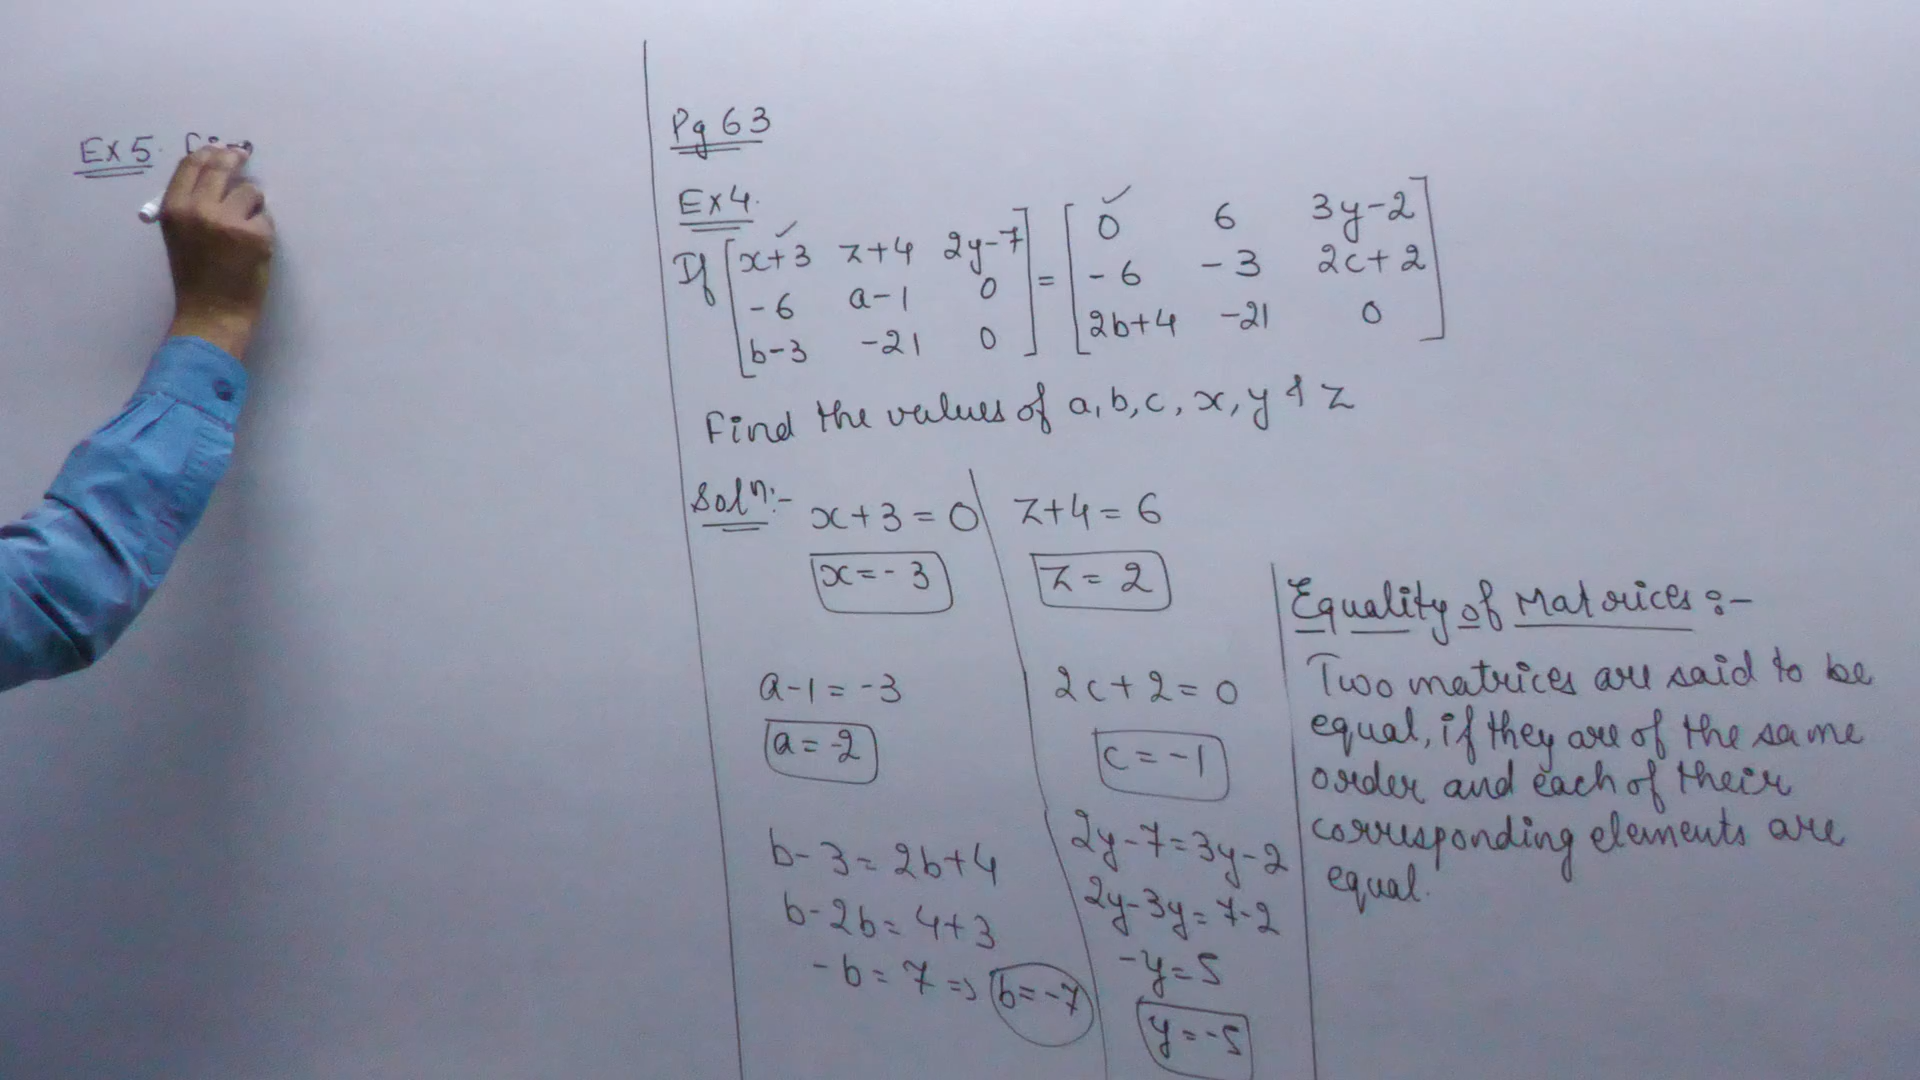 Ex 5.
Pg 63
Ex 4.
If [x+3 z+4 2y-7] = [0 6 3y-2]
[-6 a-1 0] [-6 -3 2c+2]
[b-3 -21 0] [2b+4 -21 0]
Find the values of a, b, c, x, y & z
Solⁿ:- x+3=0 z+4=6
x=-3 z=2
a-1=-3 2c+2=0
a=-2 c=-1
b-3=2b+4 2y-7=3y-2
b-2b=4+3 2y-3y=7-2
-b=7 => b=-7 -y=5
y=-5
Equality of Matrices :-
Two matrices are said to be
equal, if they are of the same
order and each of their
corresponding elements are
equal.